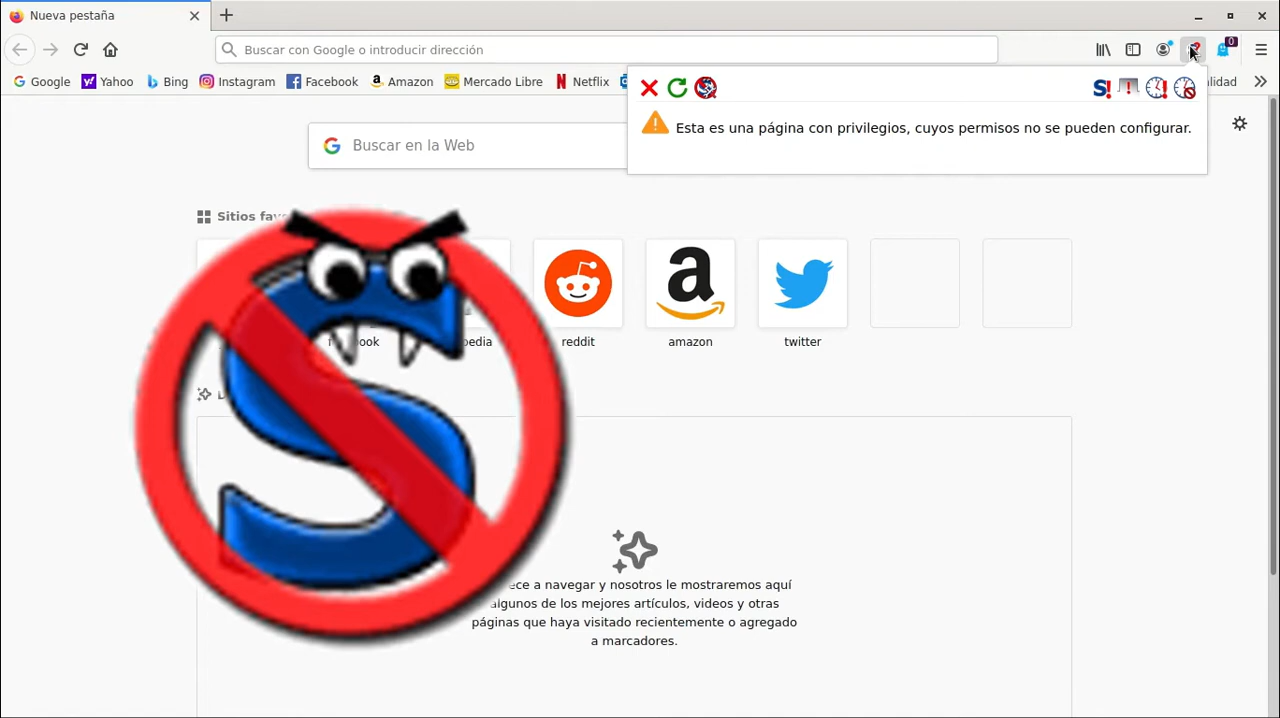 Nueva pestaña
Buscar con Google o introducir dirección
0
Google Yahoo Bing Instagram Facebook Amazon Mercado Libre Netflix
S!
Esta es una página con privilegios, cuyos permisos no se pueden configurar.
Buscar en la Web
Sitios
reddit amazon twitter
S
a navegar y nosotros le mostraremos aquí
algunos de los mejores artículos, videos y otras
páginas que haya visitado recientemente o agregado
a marcadores.